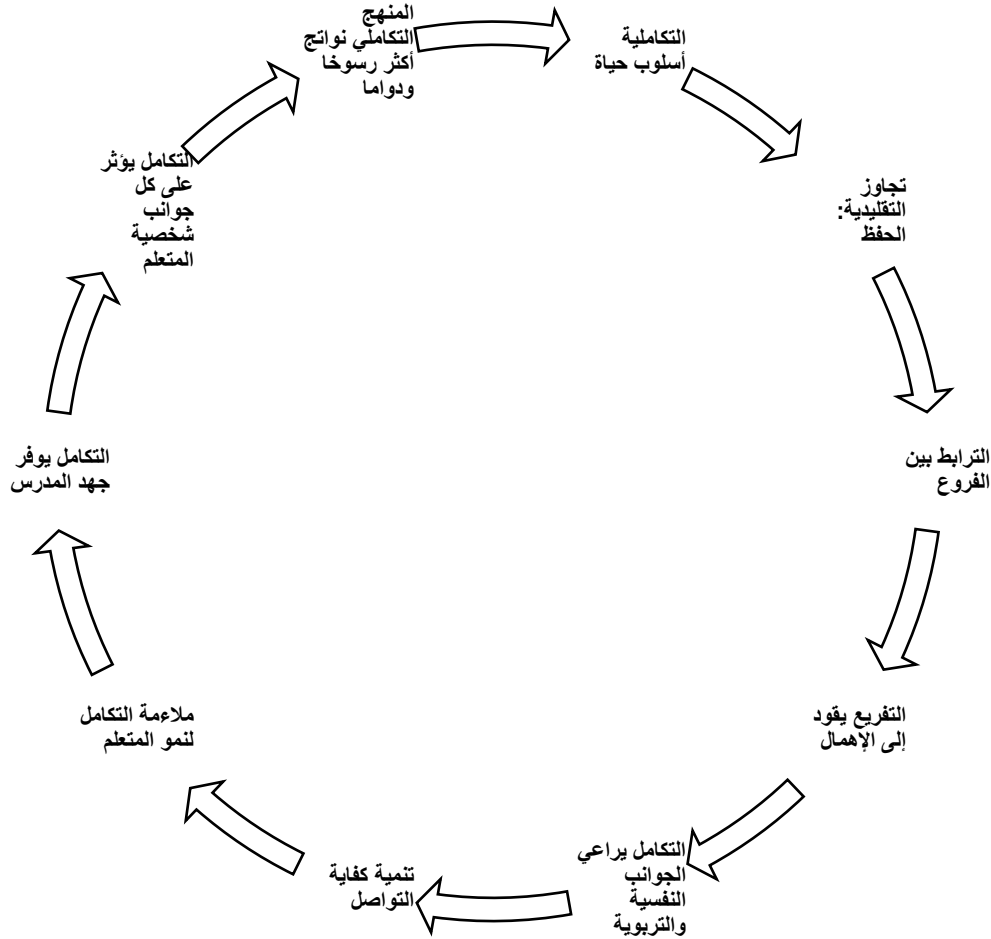 التكاملية
أسلوب حياة
تجاوز
التقليدية:
الحفظ
الترابط بين
الفروع
التفريع يقود
إلى الإهمال
التكامل يراعي
الجوانب
النفسية
والتربوية
تنمية كفاية
التواصل
ملاءمة التكامل
لنمو المتعلم
التكامل يوفر
جهد المدرس
التكامل يؤثر
على كل
جوانب
شخصية
المتعلم
المنهج
التكاملي نواتج
أكثر رسوخا
ودواما